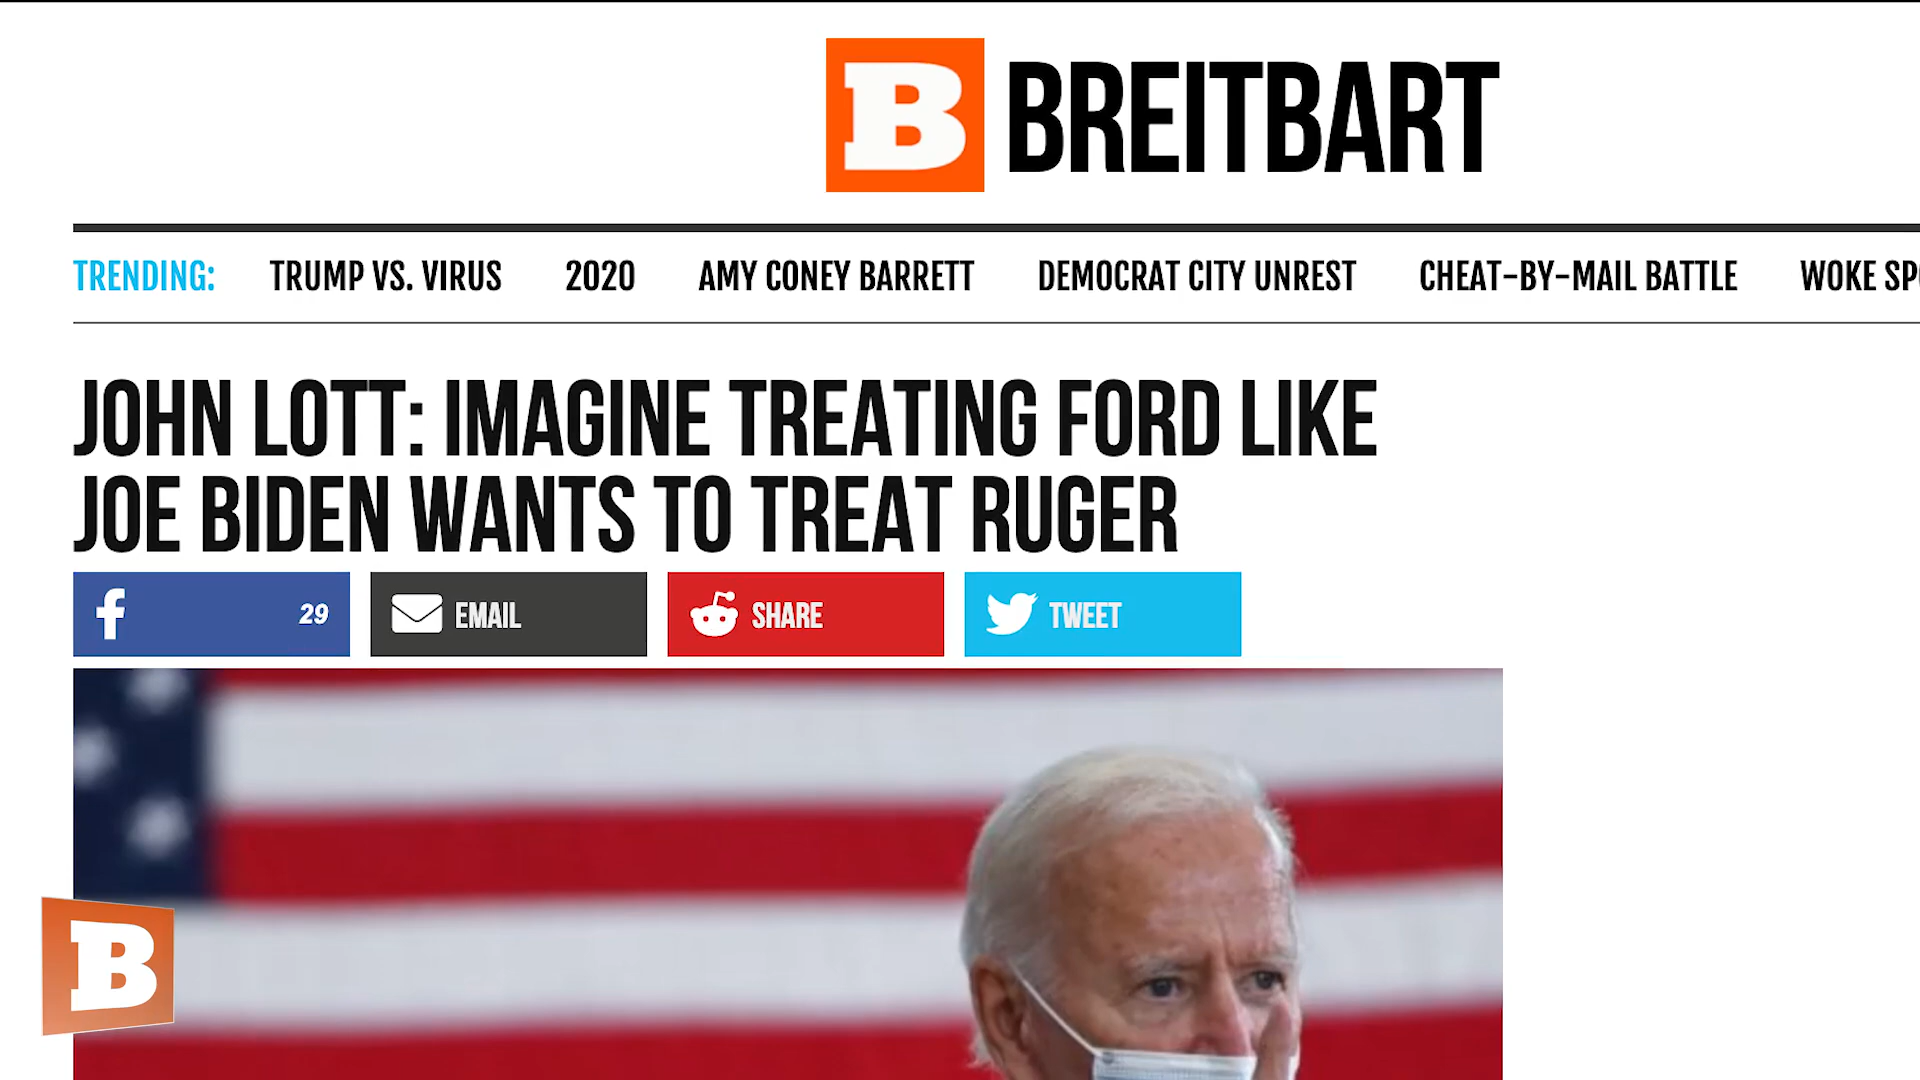 B BREITBART
TRENDING: TRUMP VS. VIRUS 2020 AMY CONEY BARRETT DEMOCRAT CITY UNREST CHEAT-BY-MAIL BATTLE WOKE
JOHN LOTT: IMAGINE TREATING FORD LIKE
JOE BIDEN WANTS TO TREAT RUGER
29 EMAIL SHARE TWEET
B